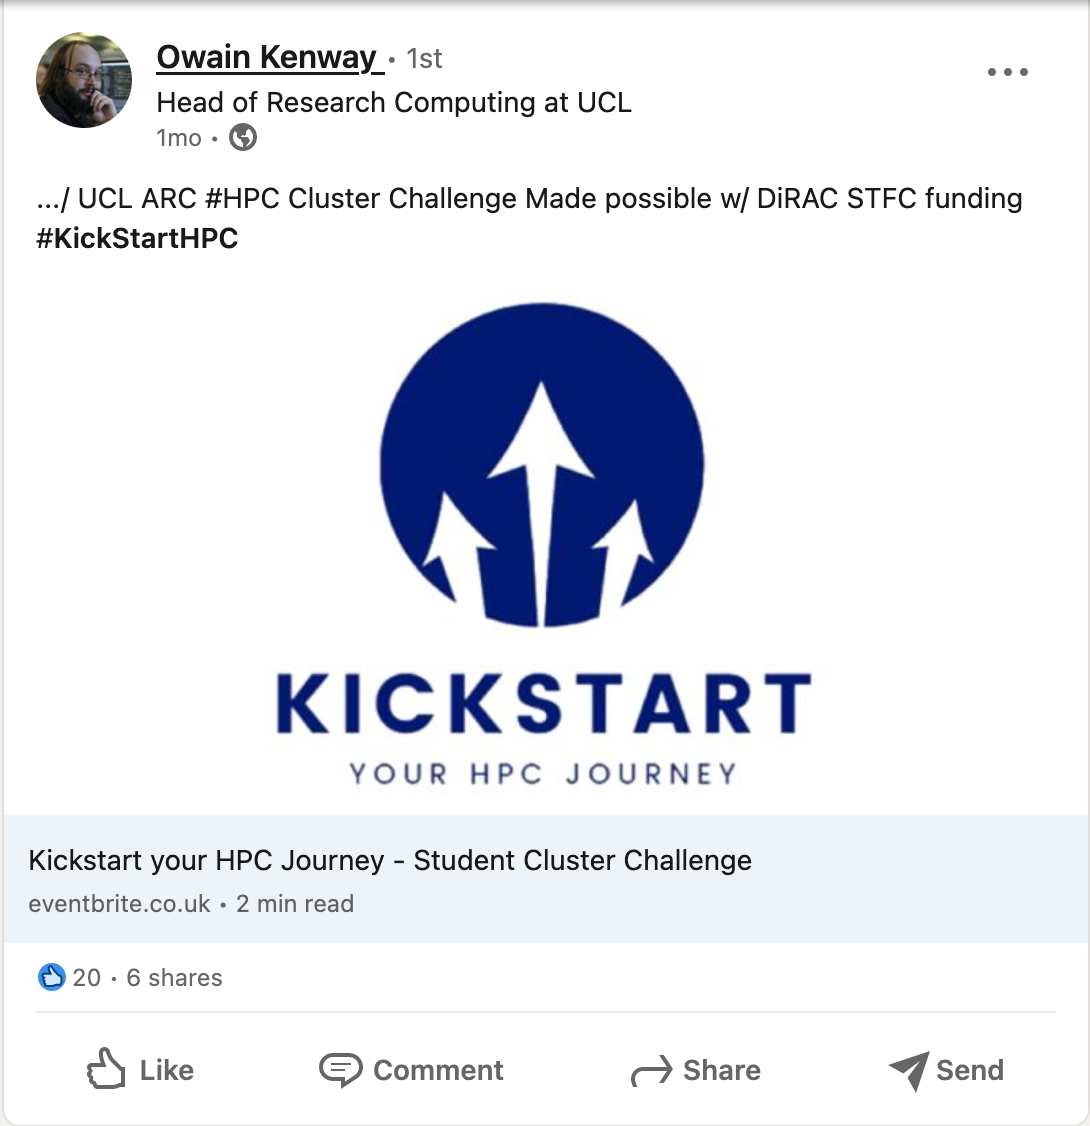 Owain Kenway • 1st
Head of Research Computing at UCL
1mo •
.../ UCL ARC #HPC Cluster Challenge Made possible w/ DiRAC STFC funding
#KickStartHPC
KICKSTART
YOUR HPC JOURNEY
Kickstart your HPC Journey - Student Cluster Challenge
eventbrite.co.uk • 2 min read
20 · 6 shares
Like Comment Share Send